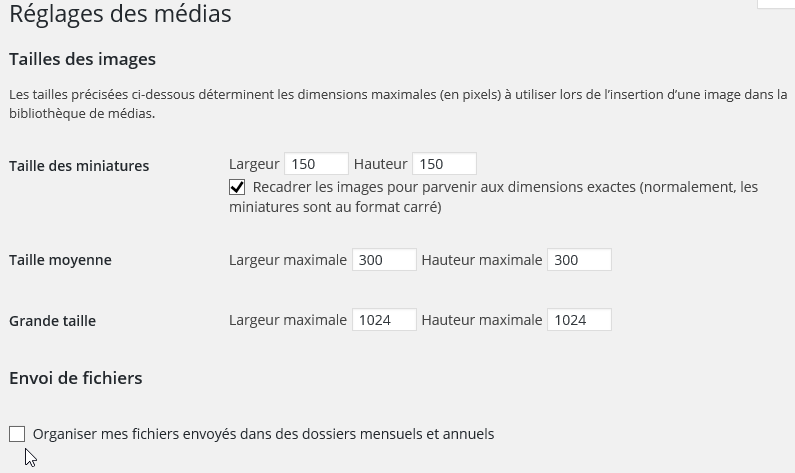 Réglages des médias
Tailles des images
Les tailles précisées ci-dessous déterminent les dimensions maximales (en pixels) à utiliser lors de l’insertion d’une image dans la
bibliothèque de médias.
Taille des miniatures Largeur 150 Hauteur 150
Recadrer les images pour parvenir aux dimensions exactes (normalement, les
miniatures sont au format carré)
Taille moyenne Largeur maximale 300 Hauteur maximale 300
Grande taille Largeur maximale 1024 Hauteur maximale 1024
Envoi de fichiers
Organiser mes fichiers envoyés dans des dossiers mensuels et annuels